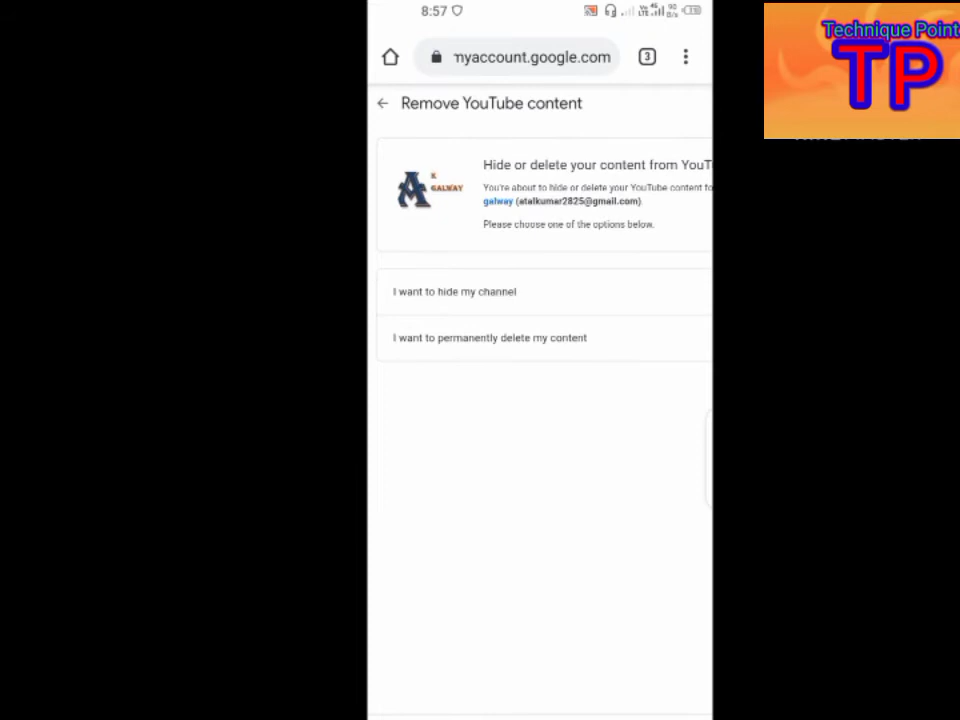 8:57
Technique Point
TP
myaccount.google.com
3
Remove YouTube content
Hide or delete your content from YouT
K
GALWAY
You're about to hide or delete your YouTube content fo
galway (atalkumar2825@gmail.com)
Please choose one of the options below.
I want to hide my channel
I want to permanently delete my content